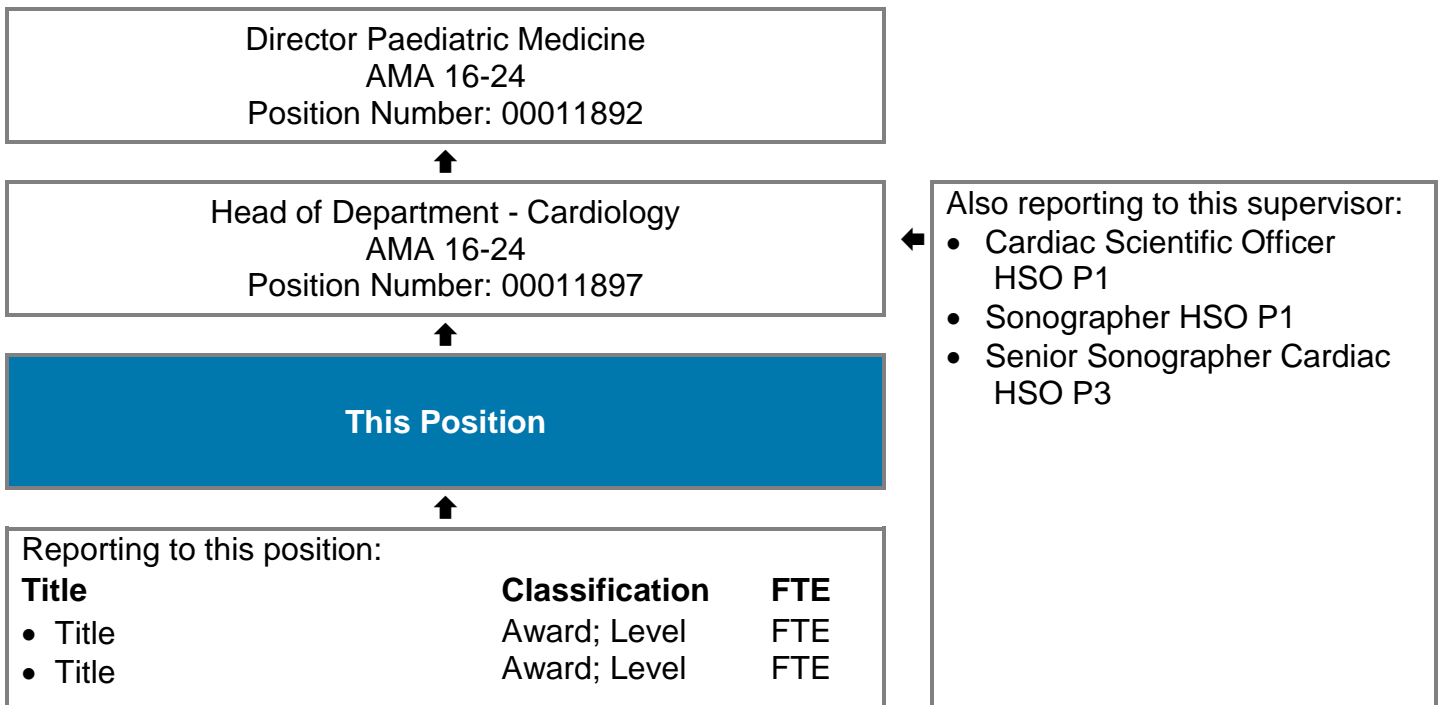 Director Paediatric Medicine
AMA 16-24
Position Number: 00011892
Head of Department - Cardiology
AMA 16-24
Position Number: 00011897
Also reporting to this supervisor:
• Cardiac Scientific Officer
HSO P1
• Sonographer HSO P1
• Senior Sonographer Cardiac
HSO P3
This Position
Reporting to this position:
Title Classification FTE
• Title Award; Level FTE
• Title Award; Level FTE